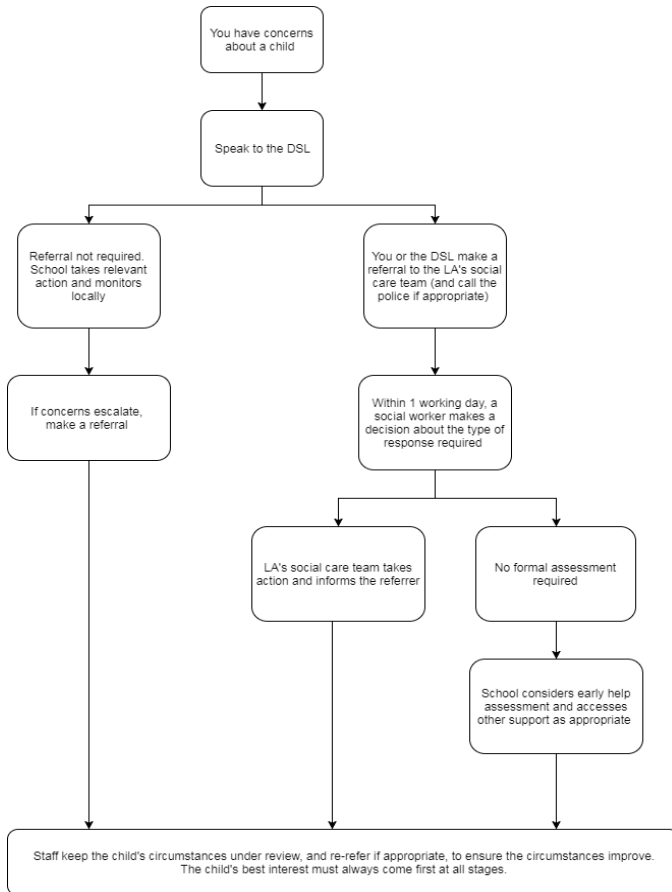 You have concerns
about a child
Speak to the DSL
Referral not required.
School takes relevant
action and monitors
locally
You or the DSL make a
referral to the LA's social
care team (and call the
police if appropriate)
If concerns escalate,
make a referral
Within 1 working day, a
social worker makes a
decision about the type of
response required
LA's social care team takes
action and informs the referrer
No formal assessment
required
School considers early help
assessment and accesses
other support as appropriate
Staff keep the child's circumstances under review, and re-refer if appropriate, to ensure the circumstances improve.
The child's best interest must always come first at all stages.